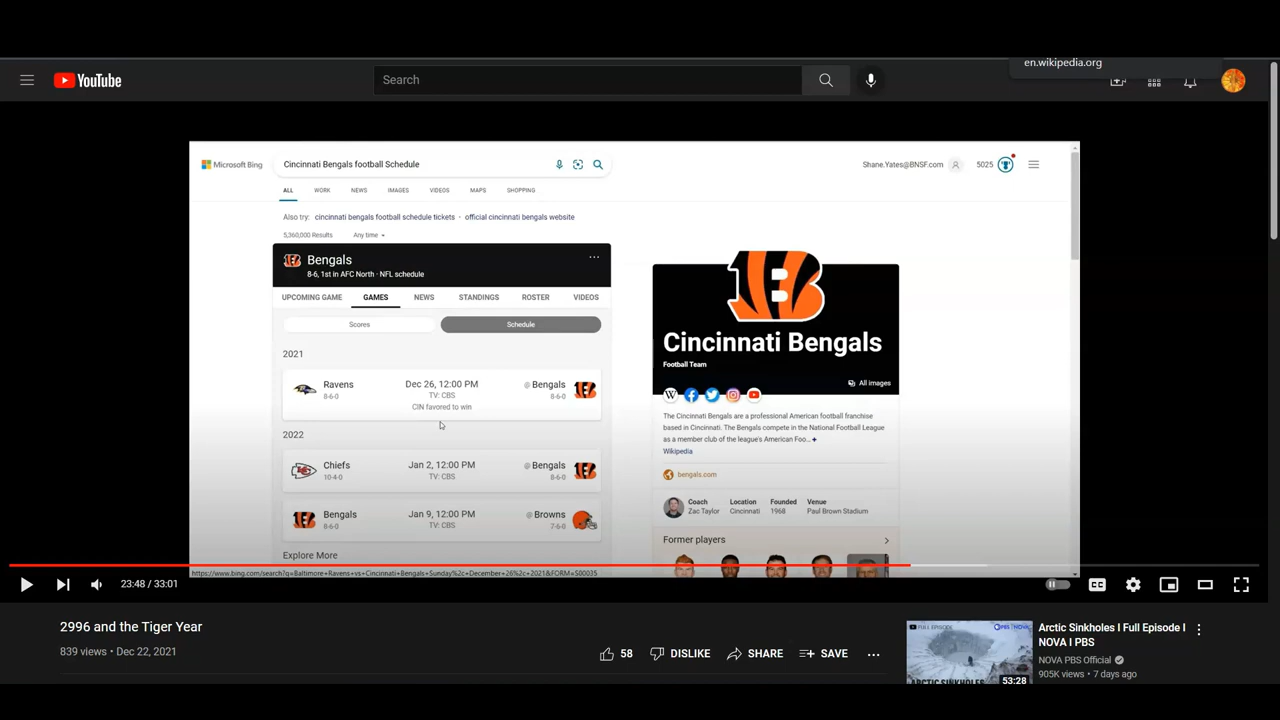 en.wikipedia.org
YouTube
Search
Microsoft Bing
Cincinnati Bengals football Schedule
Shane.Yates@BNSF.com
5025
ALL WORK NEWS IMAGES VIDEOS MAPS SHOPPING
Also try: cincinnati bengals football schedule tickets · official cincinnati bengals website
5,360,000 Results Any time
Bengals
8-6, 1st in AFC North · NFL schedule
UPCOMING GAME GAMES NEWS STANDINGS ROSTER VIDEOS
Scores Schedule
2021
Ravens Dec 26, 12:00 PM @ Bengals
8-6-0 TV: CBS 8-6-0
CIN favored to win
2022
Chiefs Jan 2, 12:00 PM @ Bengals
10-4-0 TV: CBS 8-6-0
Bengals Jan 9, 12:00 PM @ Browns
8-6-0 TV: CBS 7-6-0
Explore More
https://www.bing.com/search?q=Baltimore+Ravens+vs+Cincinnati+Bengals+Sunday%2c+December+26%2c+2021&FORM=S00035
B
Cincinnati Bengals
Football Team
All images
W
The Cincinnati Bengals are a professional American football franchise
based in Cincinnati. The Bengals compete in the National Football League
as a member club of the league's American Foo... +
Wikipedia
bengals.com
Coach Location Founded Venue
Zac Taylor Cincinnati 1968 Paul Brown Stadium
Former players
23:48 / 33:01
CC
2996 and the Tiger Year
839 views • Dec 22, 2021
58 DISLIKE SHARE SAVE
FULL EPISODE PBS NOVA
ARCTIC SINKHOLES
53:28
Arctic Sinkholes I Full Episode I
NOVA I PBS
NOVA PBS Official
905K views • 7 days ago